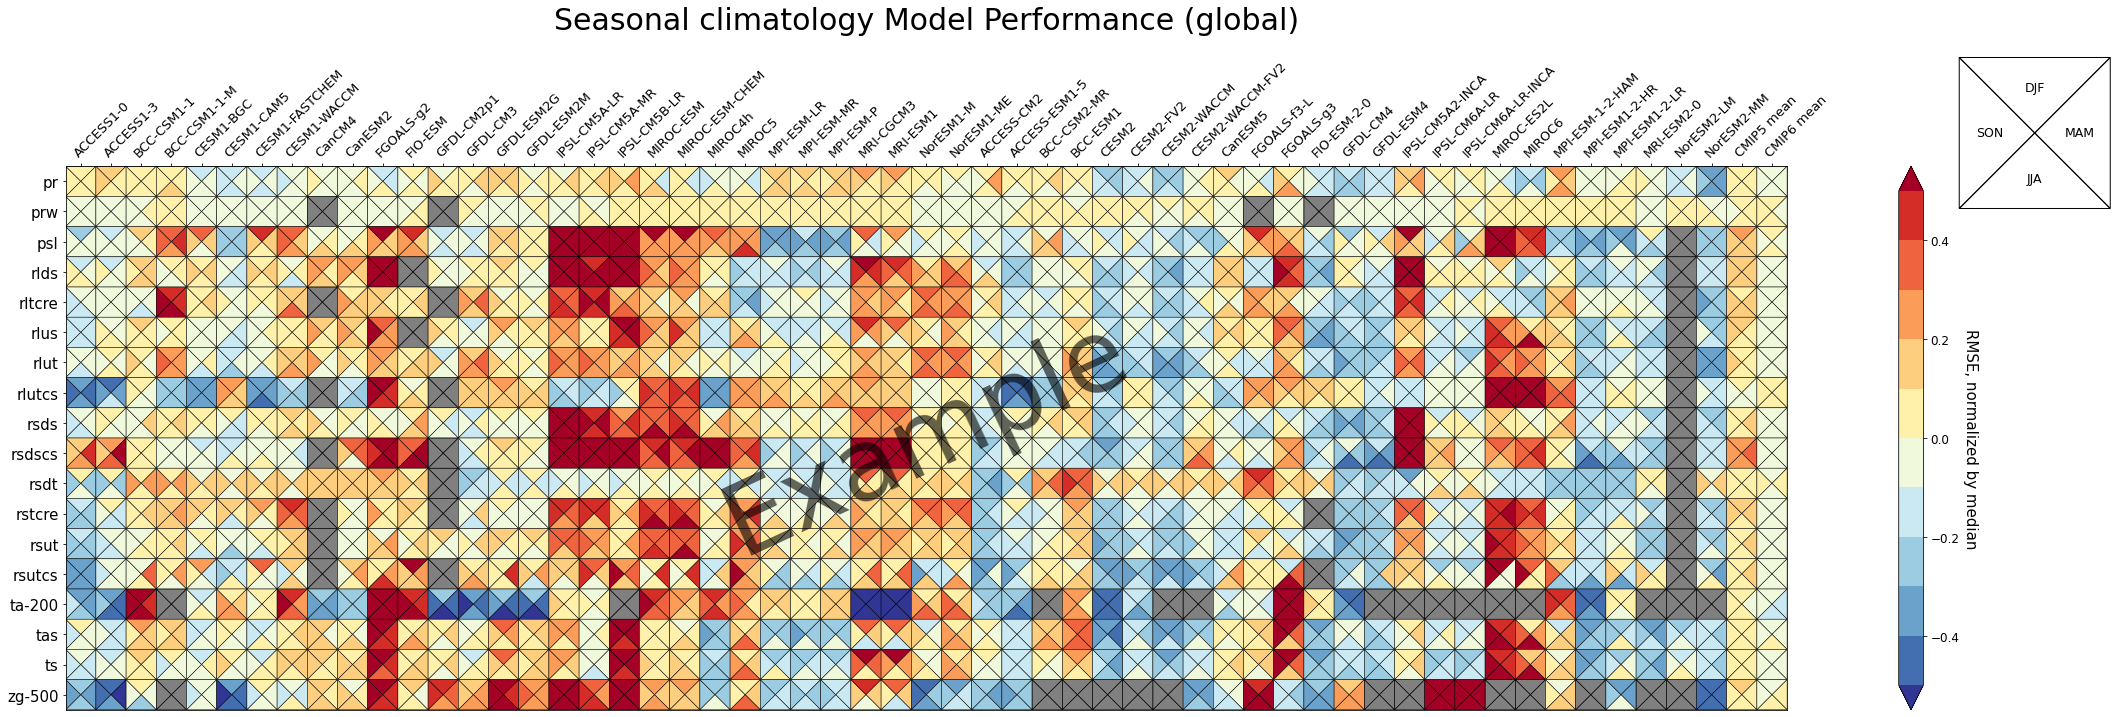 Seasonal climatology Model Performance (global)
ACCESS1-0
ACCESS1-3
BCC-CSM1-1
BCC-CSM1-1-M
CESM1-BGC
CESM1-CAM5
CESM1-FASTCHEM
CESM1-WACCM
CanCM4
CanESM2
FGOALS-g2
FIO-ESM
GFDL-CM2p1
GFDL-CM3
GFDL-ESM2G
GFDL-ESM2M
IPSL-CM5A-LR
IPSL-CM5A-MR
IPSL-CM5B-LR
MIROC-ESM
MIROC-ESM-CHEM
MIROC4h
MIROC5
MPI-ESM-LR
MPI-ESM-MR
MPI-ESM-P
MRI-CGCM3
MRI-ESM1
NorESM1-M
NorESM1-ME
ACCESS-CM2
ACCESS-ESM1-5
BCC-CSM2-MR
BCC-ESM1
CESM2
CESM2-FV2
CESM2-WACCM
CESM2-WACCM-FV2
CanESM5
FGOALS-f3-L
FGOALS-g3
FIO-ESM-2-0
GFDL-CM4
GFDL-ESM4
IPSL-CM5A2-INCA
IPSL-CM6A-LR
IPSL-CM6A-LR-INCA
MIROC-ES2L
MIROC6
MPI-ESM-1-2-HAM
MPI-ESM1-2-HR
MPI-ESM1-2-LR
MRI-ESM2-0
NorESM2-LM
NorESM2-MM
CMIP5 mean
CMIP6 mean
DJF
SON
MAM
JJA
pr
prw
psl
rlds
rltcre
rlus
rlut
rlutcs
rsds
rsdscs
rsdt
rstcre
rsut
rsutcs
ta-200
tas
ts
zg-500
Example
0.4
0.2
0.0
−0.2
−0.4
RMSE, normalized by median